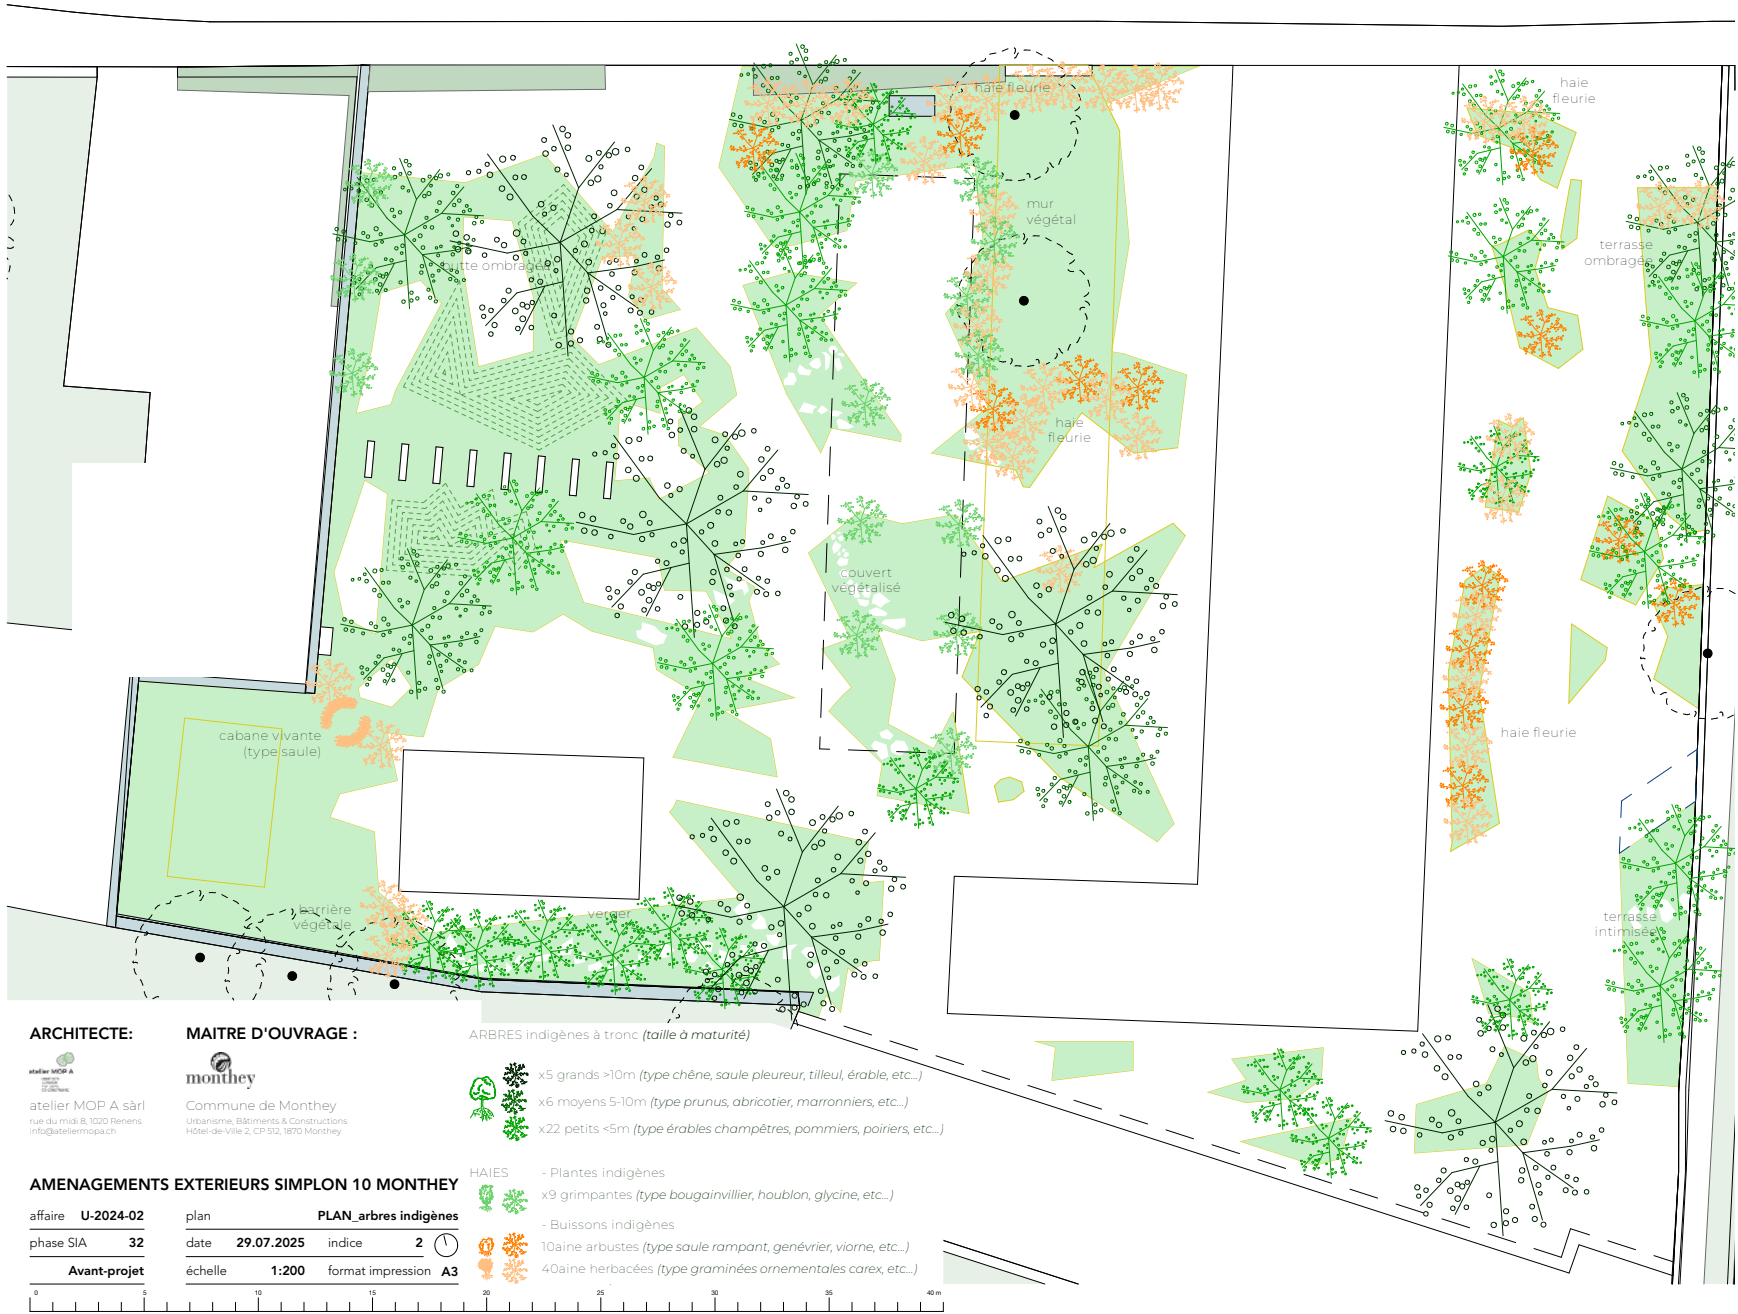 haie fleurie
haie
fleurie
mur
végétal
terrasse
ombragée
butte ombragée
haie
fleurie
couvert
végétalisé
cabane vivante
(type saule)
haie fleurie
barrière
végétale
verger
terrasse
intimisée
ARCHITECTE:
atelier MOP A
atelier MOP A sàrl
rue du midi 8, 1020 Renens
info@ateliermopa.ch
MAITRE D'OUVRAGE :
monthey
Commune de Monthey
Urbanisme, Bâtiments & Constructions
Hôtel-de-Ville 2, CP 512, 1870 Monthey
AMENAGEMENTS EXTERIEURS SIMPLON 10 MONTHEY
affaire U-2024-02
phase SIA 32
Avant-projet
plan PLAN_arbres indigènes
date 29.07.2025 indice 2
échelle 1:200 format impression A3
ARBRES indigènes à tronc (taille à maturité)
x5 grands >10m (type chêne, saule pleureur, tilleul, érable, etc...)
x6 moyens 5-10m (type prunus, abricotier, marronniers, etc...)
x22 petits <5m (type érables champêtres, pommiers, poiriers, etc...)
HAIES - Plantes indigènes
x9 grimpantes (type bougainvillier, houblon, glycine, etc...)
- Buissons indigènes
10aine arbustes (type saule rampant, genévrier, viorne, etc...)
40aine herbacées (type graminées ornementales carex, etc...)
0 5 10 15 20 25 30 35 40 m